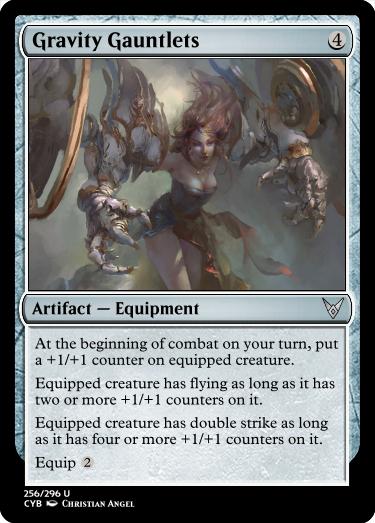 Gravity Gauntlets 4
Artifact — Equipment
At the beginning of combat on your turn, put
a +1/+1 counter on equipped creature.
Equipped creature has flying as long as it has
two or more +1/+1 counters on it.
Equipped creature has double strike as long
as it has four or more +1/+1 counters on it.
Equip 2
256/296 U
CYB Christian Angel